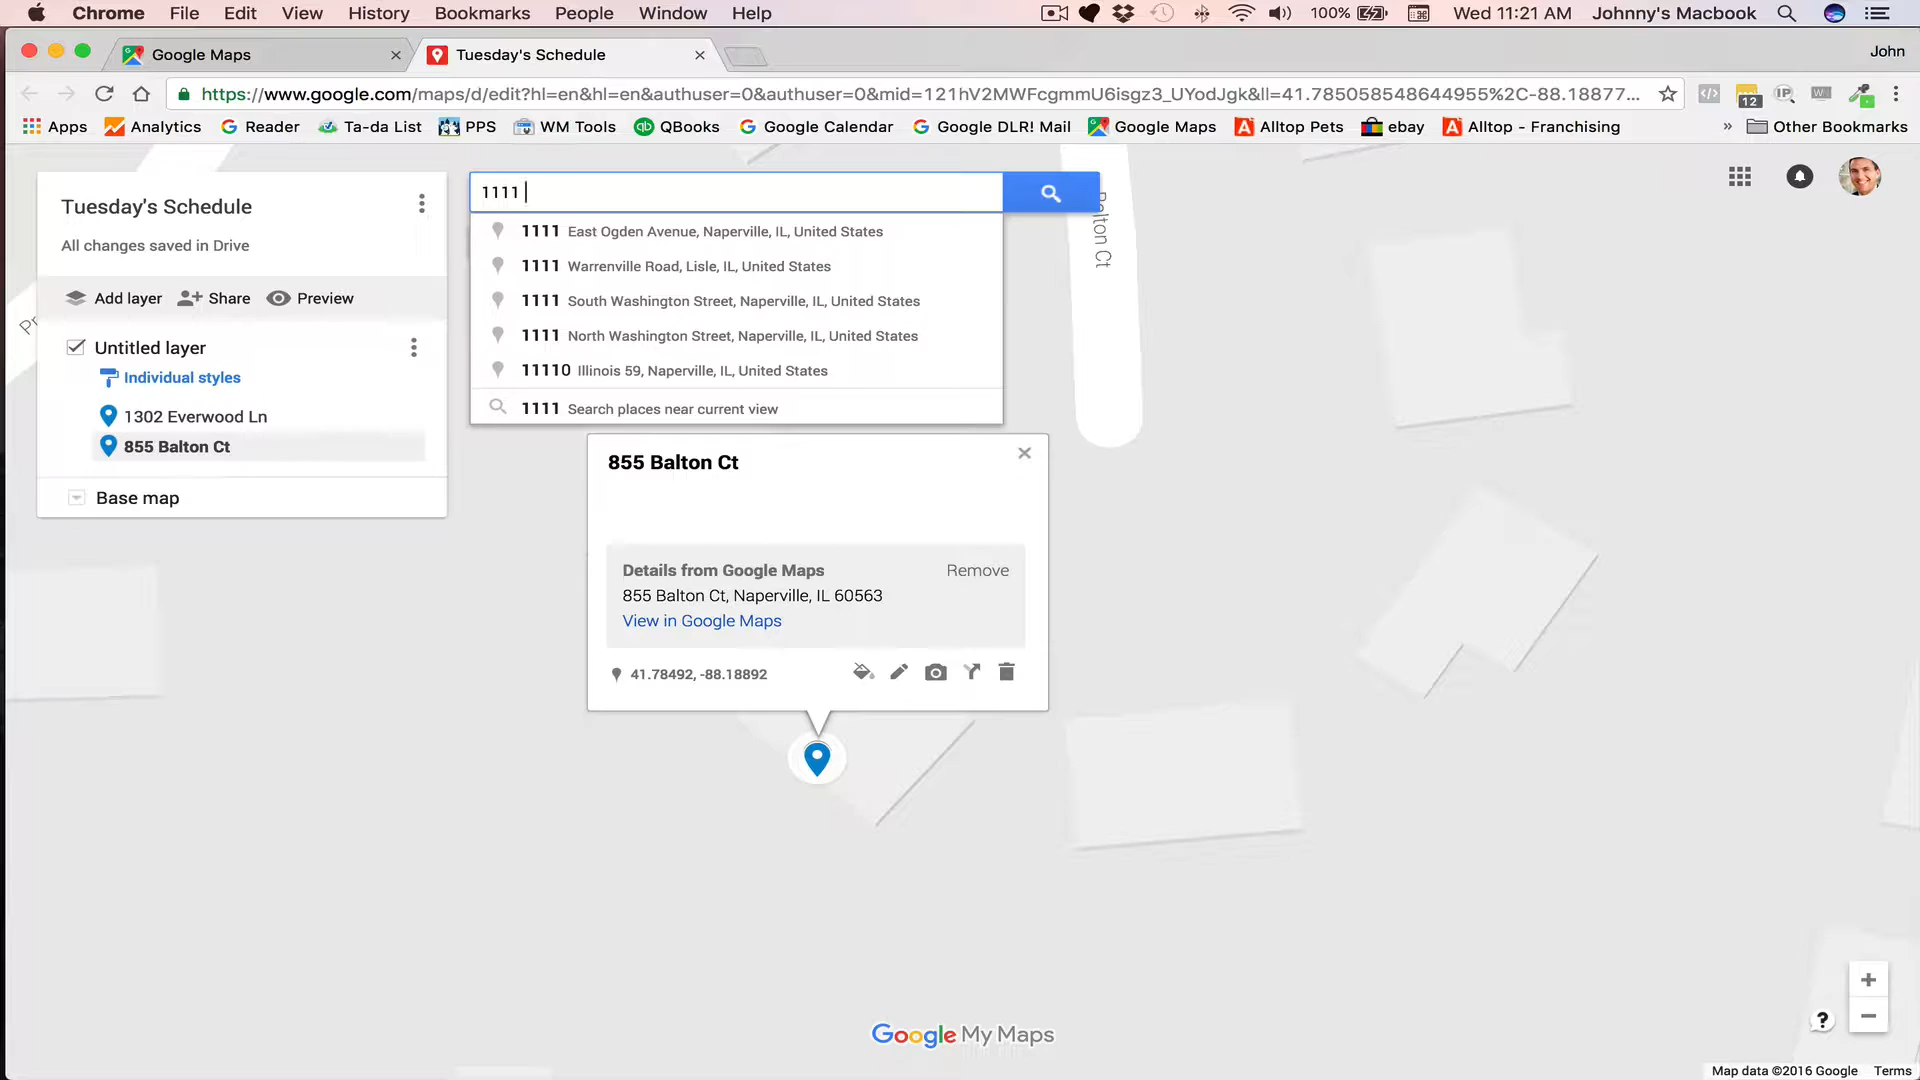 Chrome File Edit View History Bookmarks People Window Help 100% Wed 11:21 AM Johnny's Macbook
Google Maps
Tuesday's Schedule
John
https://www.google.com/maps/d/edit?hl=en&hl=en&authuser=0&authuser=0&mid=121hV2MWFcgmmU6isgz3_UYodJgk&ll=41.785058548644955%2C-88.18877...
12
IP
Apps Analytics Reader Ta-da List PPS WM Tools QBooks Google Calendar Google DLR! Mail Google Maps Alltop Pets ebay Alltop - Franchising » Other Bookmarks
Tuesday's Schedule
All changes saved in Drive
Add layer Share Preview
Untitled layer
Individual styles
1302 Everwood Ln
855 Balton Ct
Base map
1111
1111 East Ogden Avenue, Naperville, IL, United States
1111 Warrenville Road, Lisle, IL, United States
1111 South Washington Street, Naperville, IL, United States
1111 North Washington Street, Naperville, IL, United States
11110 Illinois 59, Naperville, IL, United States
1111 Search places near current view
Balton Ct
Pr
855 Balton Ct
Details from Google Maps Remove
855 Balton Ct, Naperville, IL 60563
View in Google Maps
41.78492, -88.18892
Google My Maps
?
Map data ©2016 Google Terms